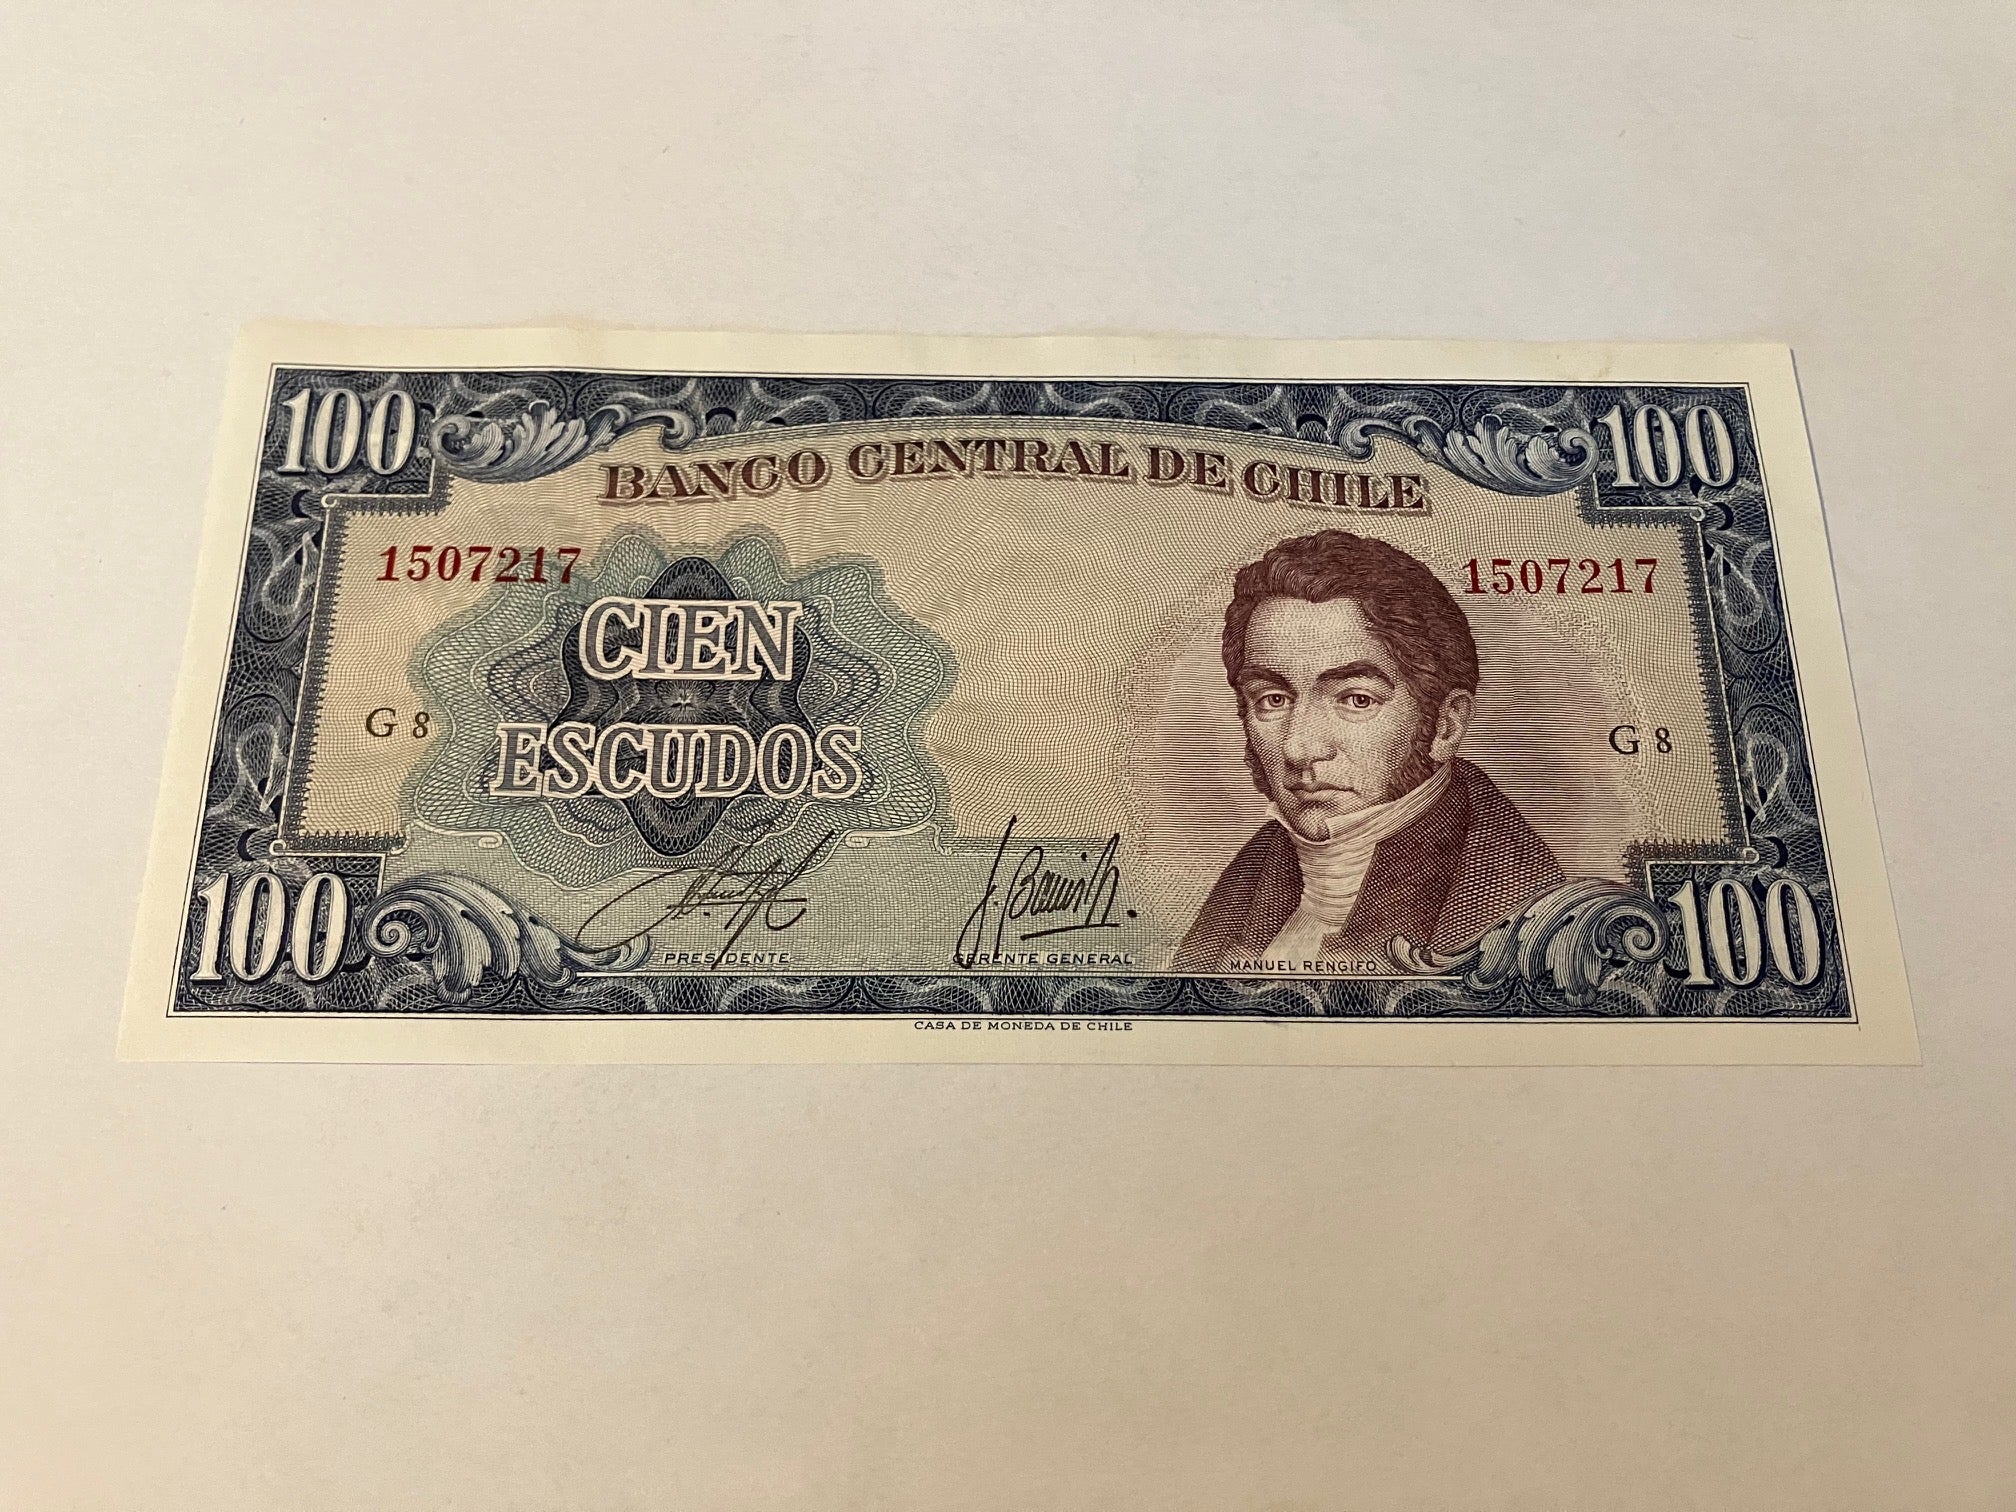 100 100
BANCO CENTRAL DE CHILE
1507217 1507217
CIEN
G 8 G 8
ESCUDOS
100 100
PRESIDENTE GERENTE GENERAL MANUEL RENGIFO
CASA DE MONEDA DE CHILE